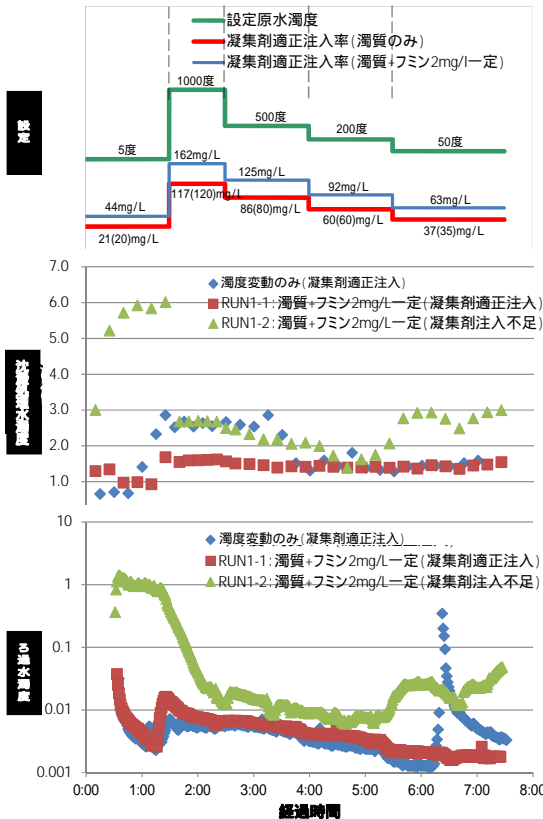 設定原水濁度
凝集剤適正注入率(濁質のみ)
凝集剤適正注入率(濁質+フミン2mg/l一定)
設定
5度
1000度
500度
200度
50度
44mg/L
162mg/L
125mg/L
92mg/L
63mg/L
21(20)mg/L
117(120)mg/L
86(80)mg/L
60(60)mg/L
37(35)mg/L
7.0
6.0
5.0
4.0
3.0
2.0
1.0
濁度変動のみ(凝集剤適正注入)
RUN1-1:濁質+フミン2mg/L一定(凝集剤適正注入)
RUN1-2:濁質+フミン2mg/L一定(凝集剤注入不足)
10
1
0.1
0.01
0.001
濁度変動のみ(凝集剤適正注入)
RUN1-1:濁質+フミン2mg/L一定(凝集剤適正注入)
RUN1-2:濁質+フミン2mg/L一定(凝集剤注入不足)
ろ過水濁度
0:00 1:00 2:00 3:00 4:00 5:00 6:00 7:00 8:00
経過時間